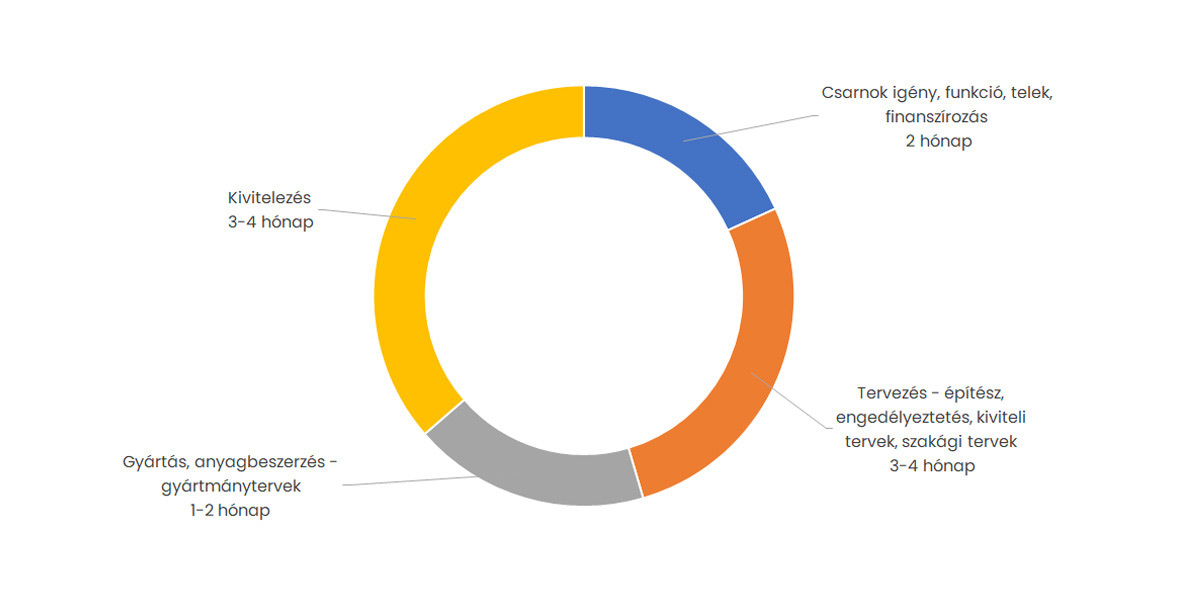 Csarnok igény, funkció, telek,
finanszírozás
2 hónap
Kivitelezés
3-4 hónap
Tervezés - építész,
engedélyeztetés, kiviteli
tervek, szakági tervek
3-4 hónap
Gyártás, anyagbeszerzés -
gyártmánytervek
1-2 hónap